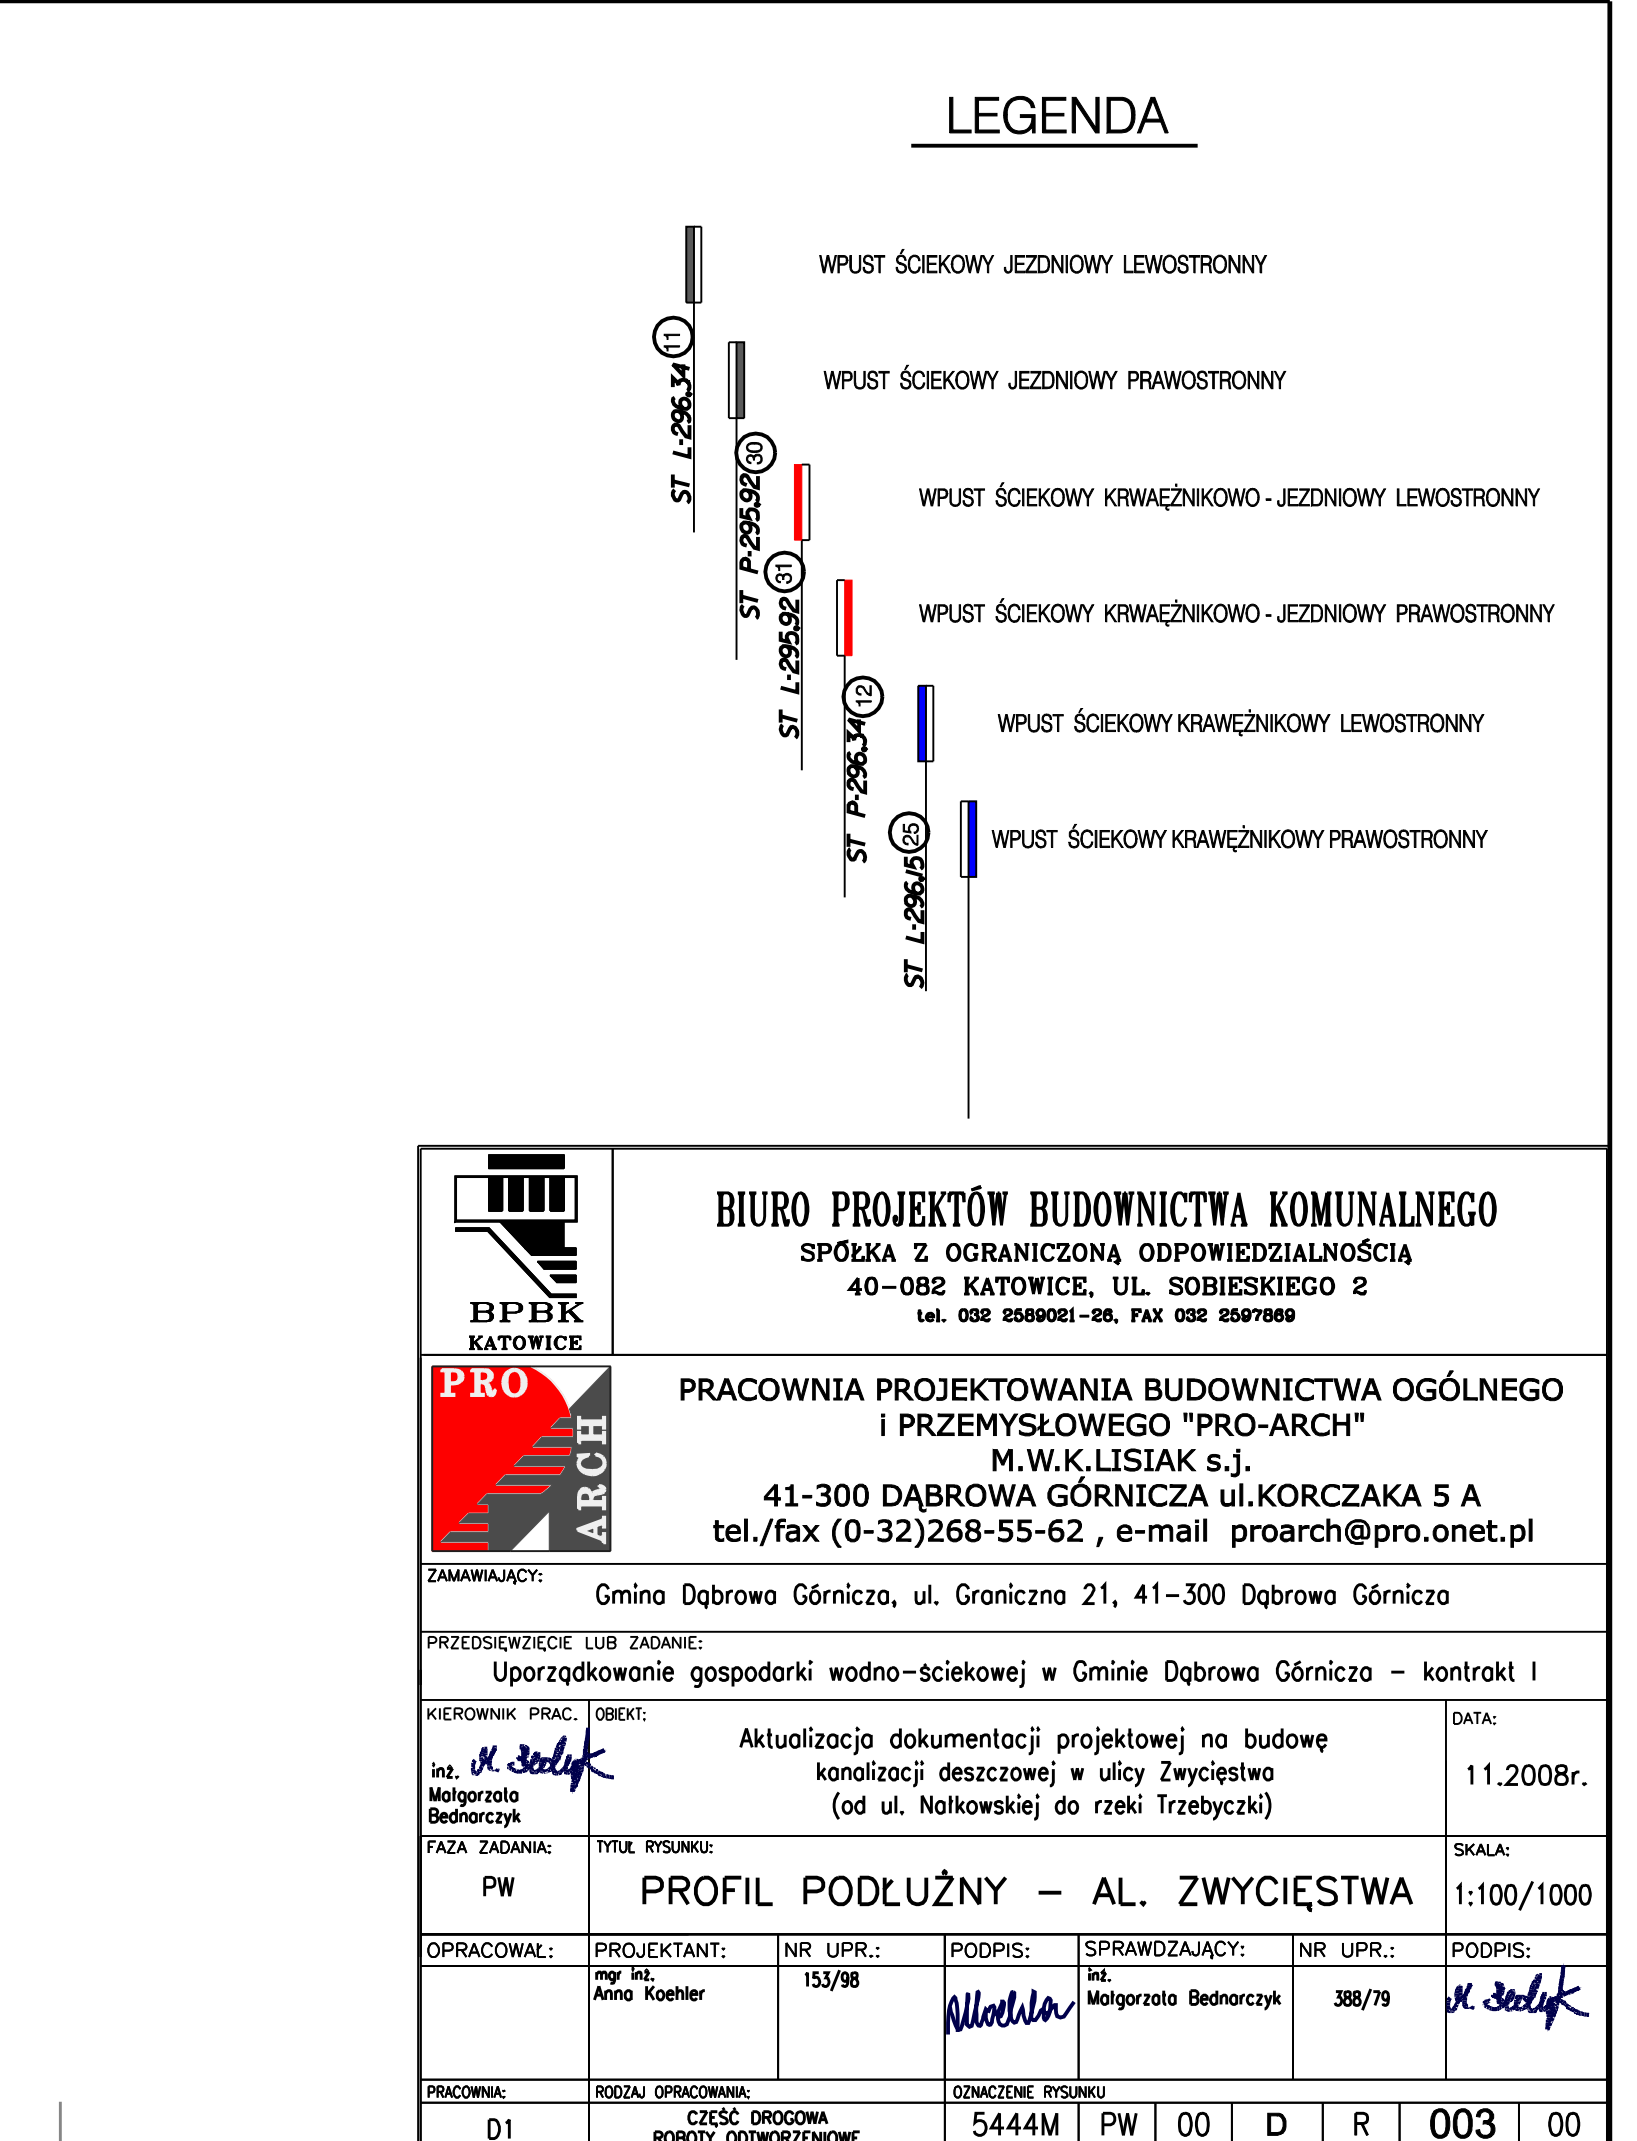 LEGENDA
WPUST ŚCIEKOWY JEZDNIOWY LEWOSTRONNY
11
ST L-296.34
WPUST ŚCIEKOWY JEZDNIOWY PRAWOSTRONNY
30
ST P-295.92
WPUST ŚCIEKOWY KRWAĘŻNIKOWO - JEZDNIOWY LEWOSTRONNY
31
ST L-295.92
WPUST ŚCIEKOWY KRWAĘŻNIKOWO - JEZDNIOWY PRAWOSTRONNY
12
ST P-296.34
WPUST ŚCIEKOWY KRAWĘŻNIKOWY LEWOSTRONNY
25
ST L-296.15
WPUST ŚCIEKOWY KRAWĘŻNIKOWY PRAWOSTRONNY
BPBK
KATOWICE
BIURO PROJEKTÓW BUDOWNICTWA KOMUNALNEGO
SPÓŁKA Z OGRANICZONĄ ODPOWIEDZIALNOŚCIĄ
40-082 KATOWICE, UL. SOBIESKIEGO 2
tel. 032 2589021-26, FAX 032 2597869
PRO
ARCH
PRACOWNIA PROJEKTOWANIA BUDOWNICTWA OGÓLNEGO
i PRZEMYSŁOWEGO "PRO-ARCH"
M.W.K.LISIAK s.j.
41-300 DĄBROWA GÓRNICZA ul.KORCZAKA 5 A
tel./fax (0-32)268-55-62 , e-mail proarch@pro.onet.pl
ZAMAWIAJĄCY:
Gmina Dąbrowa Górnicza, ul. Graniczna 21, 41-300 Dąbrowa Górnicza
PRZEDSIĘWZIĘCIE LUB ZADANIE:
Uporządkowanie gospodarki wodno-ściekowej w Gminie Dąbrowa Górnicza - kontrakt I
KIEROWNIK PRAC.
inż.
Małgorzata
Bednarczyk
OBIEKT:
Aktualizacja dokumentacji projektowej na budowę
kanalizacji deszczowej w ulicy Zwycięstwa
(od ul. Nałkowskiej do rzeki Trzebyczki)
DATA:
11.2008r.
FAZA ZADANIA:
PW
TYTUŁ RYSUNKU:
PROFIL PODŁUŻNY - AL. ZWYCIĘSTWA
SKALA:
1:100/1000
OPRACOWAŁ: PROJEKTANT: NR UPR.: PODPIS: SPRAWDZAJĄCY: NR UPR.: PODPIS:
mgr inż.
Anna Koehler
153/98
inż.
Małgorzata Bednarczyk
388/79
PRACOWNIA: RODZAJ OPRACOWANIA: OZNACZENIE RYSUNKU
D1
CZĘŚĆ DROGOWA
ROBOTY ODTWORZENIOWE
5444M PW 00 D R 003 00